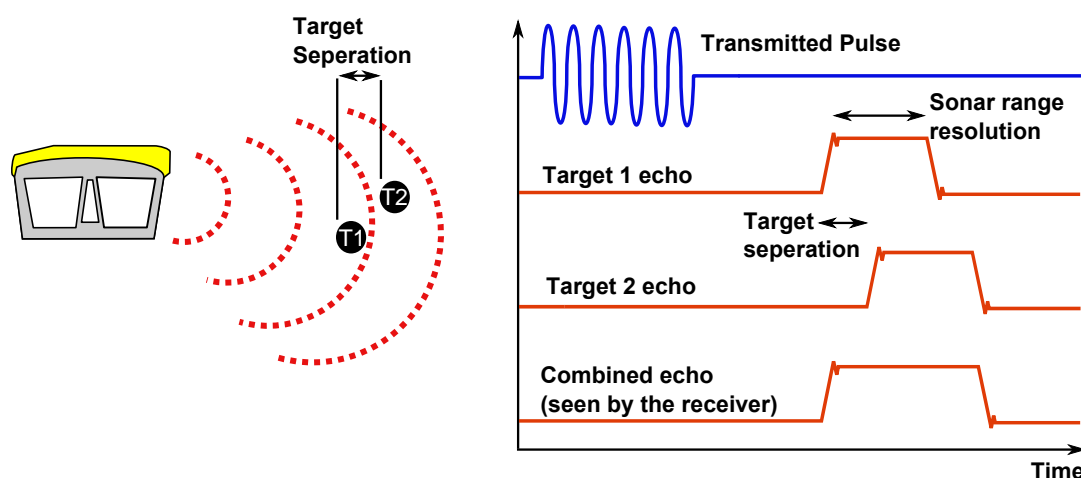 Target
Seperation
T1
T2
Transmitted Pulse
Sonar range
resolution
Target 1 echo
Target
seperation
Target 2 echo
Combined echo
(seen by the receiver)
Time